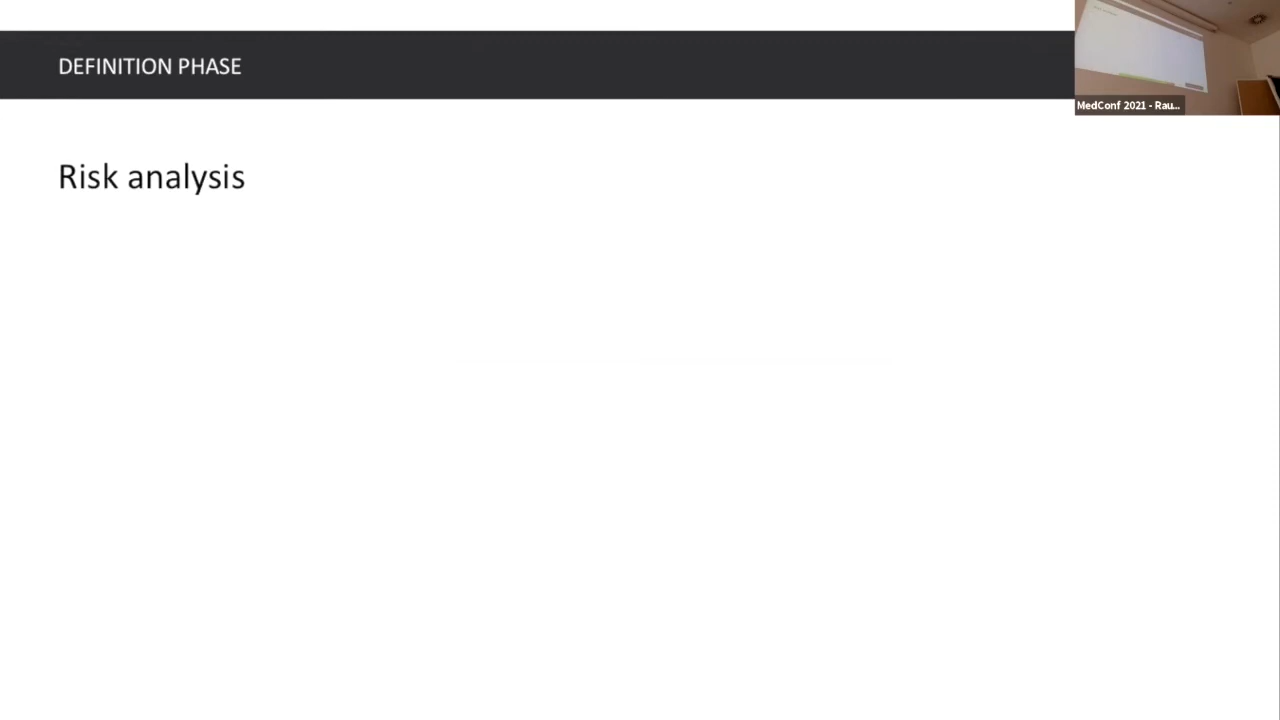 DEFINITION PHASE
MedConf 2021 - Rau...
Risk analysis